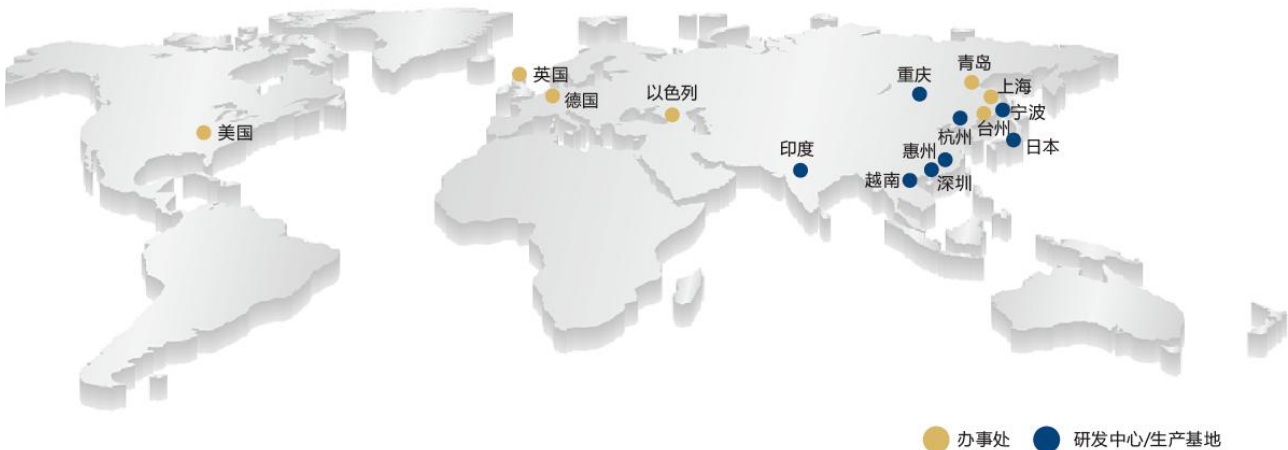 青岛
重庆
上海
英国
以色列
德国
宁波
美国
台州
杭州
日本
印度
惠州
越南
深圳
办事处
研发中心/生产基地